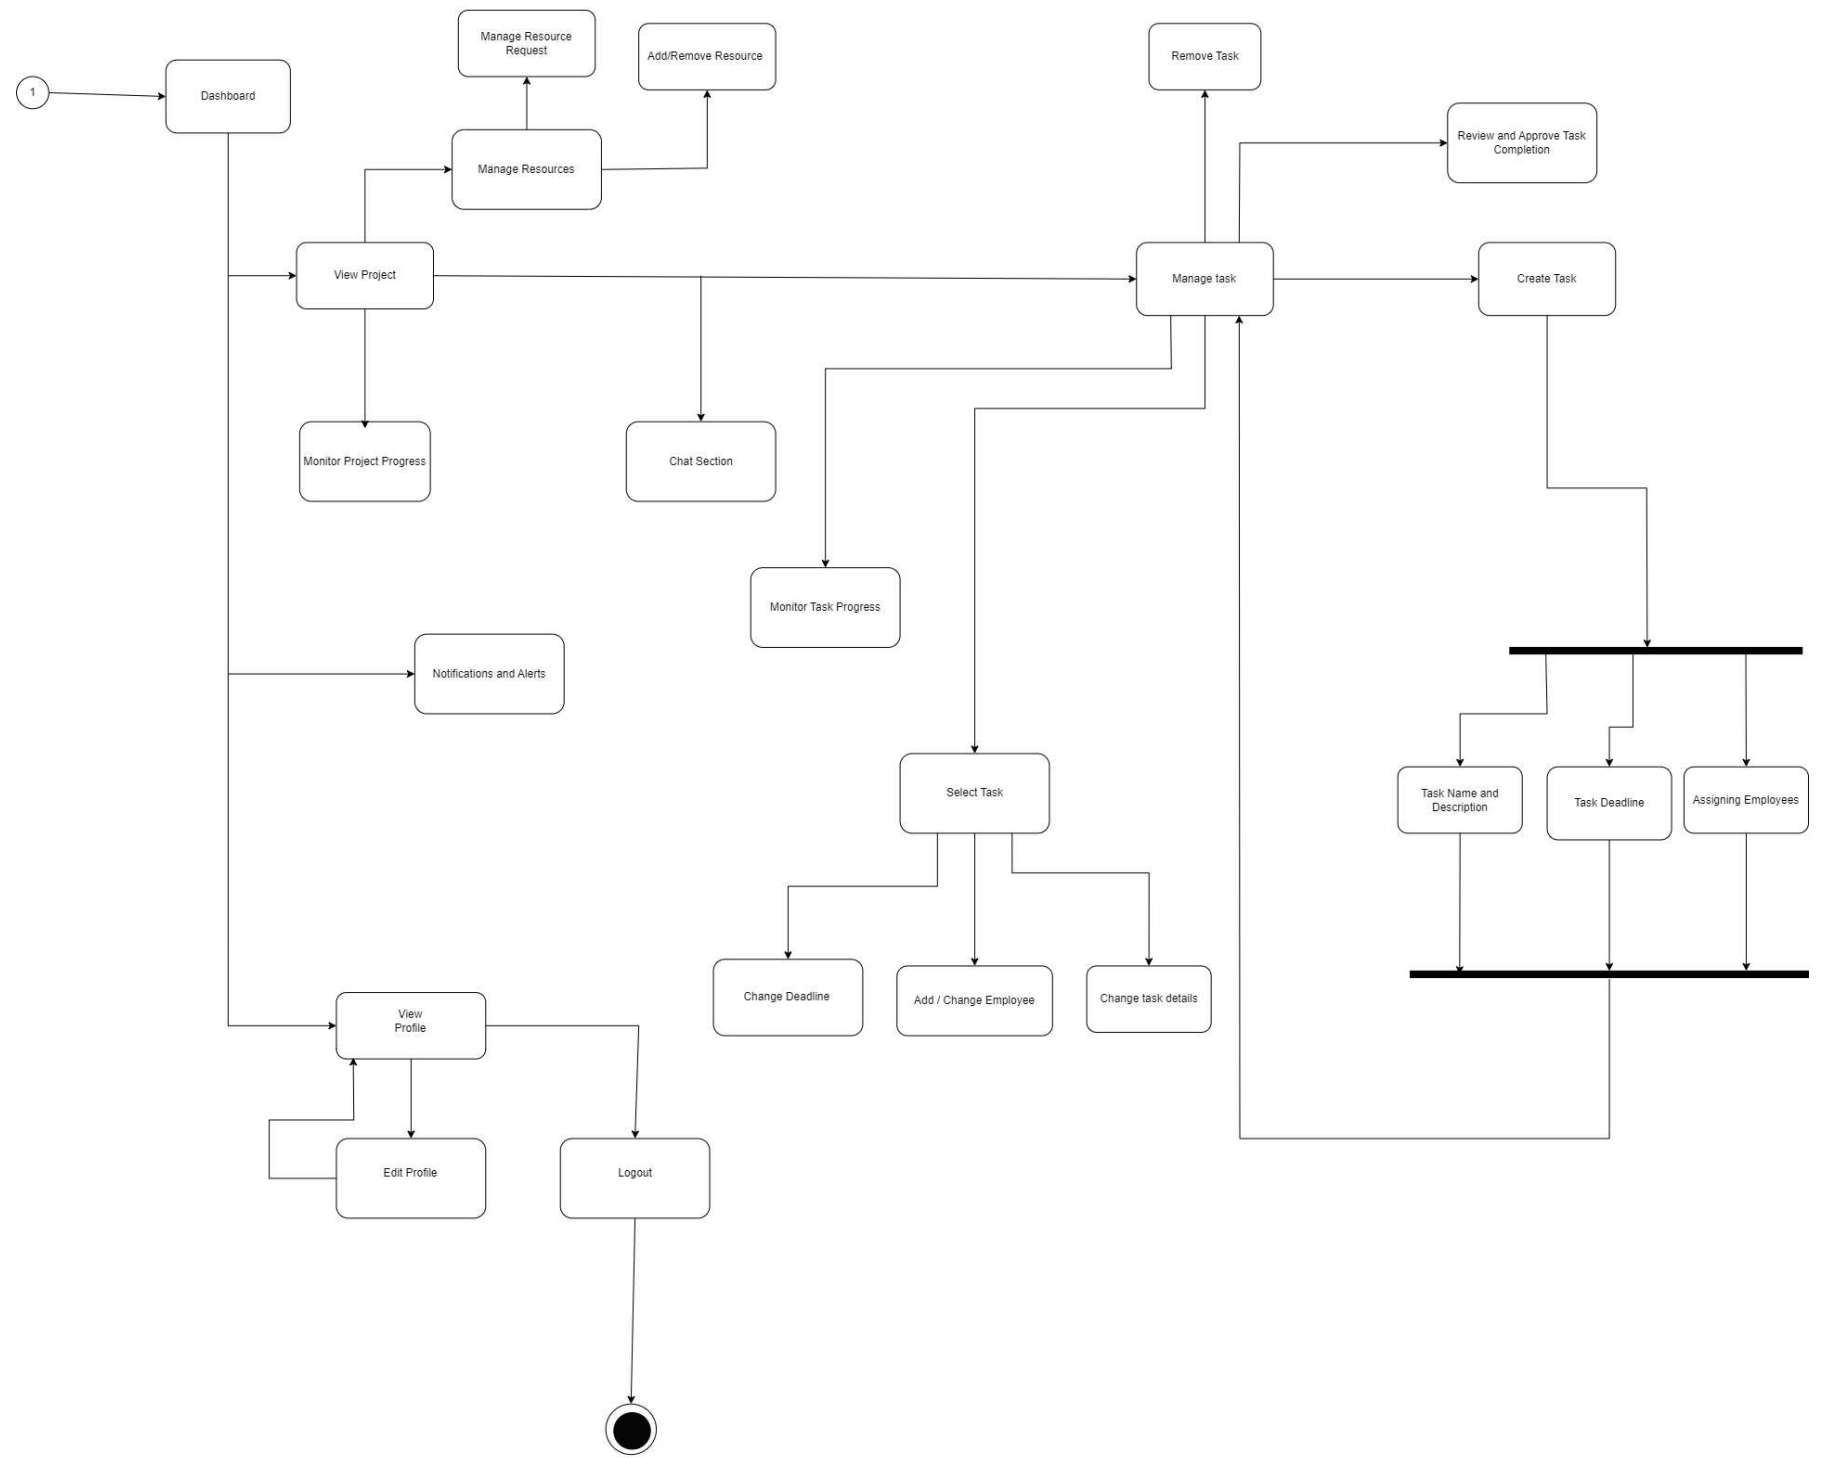 Manage Resource
Request
Add/Remove Resource
Remove Task
1
Dashboard
Review and Approve Task
Completion
Manage Resources
View Project
Manage task
Create Task
Monitor Project Progress
Chat Section
Monitor Task Progress
Notifications and Alerts
Select Task
Task Name and
Description
Task Deadline
Assigning Employees
Change Deadline
Add / Change Employee
Change task details
View
Profile
Edit Profile
Logout